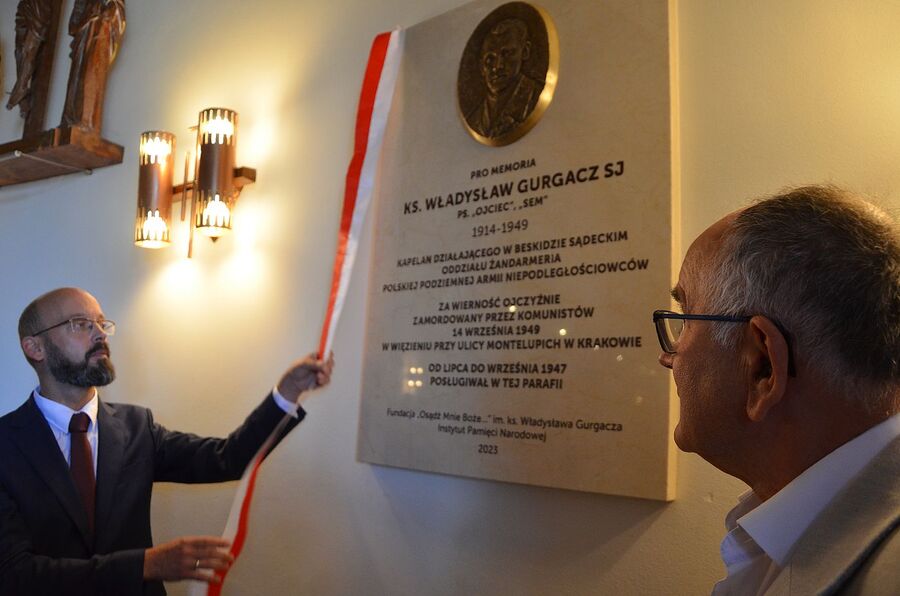 PRO MEMORIA
KS. WŁADYSŁAW GURGACZ SJ
PS. „OJCIEC”, „SEM”
1914-1949
KAPELAN DZIAŁAJĄCEGO W BESKIDZIE SĄDECKIM
ODDZIAŁU ŻANDARMERIA
POLSKIEJ PODZIEMNEJ ARMII NIEPODLEGŁOŚCIOWCÓW
ZA WIERNOŚĆ OJCZYŹNIE
ZAMORDOWANY PRZEZ KOMUNISTÓW
14 WRZEŚNIA 1949
W WIĘZIENIU PRZY ULICY MONTELUPICH W KRAKOWIE
OD LIPCA DO WRZEŚNIA 1947
POSŁUGIWAŁ W TEJ PARAFII
Fundacja „Osądź Mnie Boże...” im. ks. Władysława Gurgacza
Instytut Pamięci Narodowej
2023